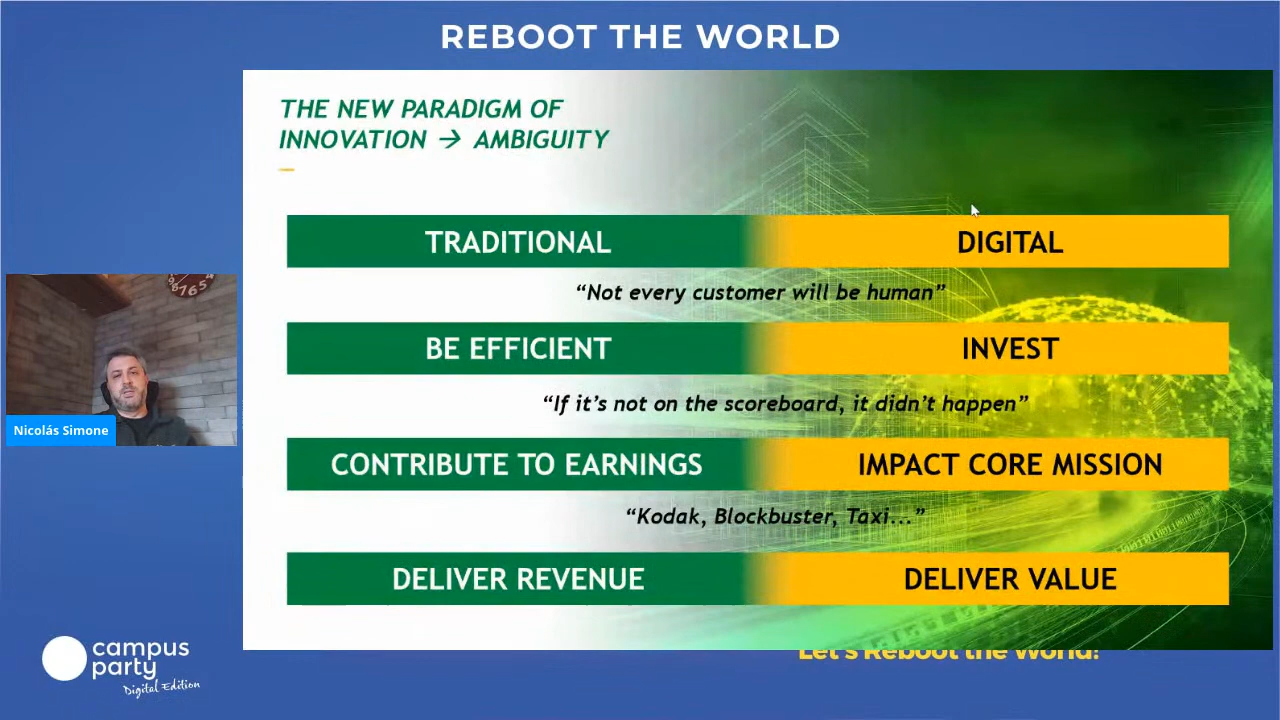 REBOOT THE WORLD
THE NEW PARADIGM OF
INNOVATION → AMBIGUITY
TRADITIONAL DIGITAL
“Not every customer will be human”
BE EFFICIENT INVEST
“If it’s not on the scoreboard, it didn’t happen”
CONTRIBUTE TO EARNINGS IMPACT CORE MISSION
“Kodak, Blockbuster, Taxi...”
DELIVER REVENUE DELIVER VALUE
Nicolás Simone
campus
party
Digital Edition
Let's Reboot the World!